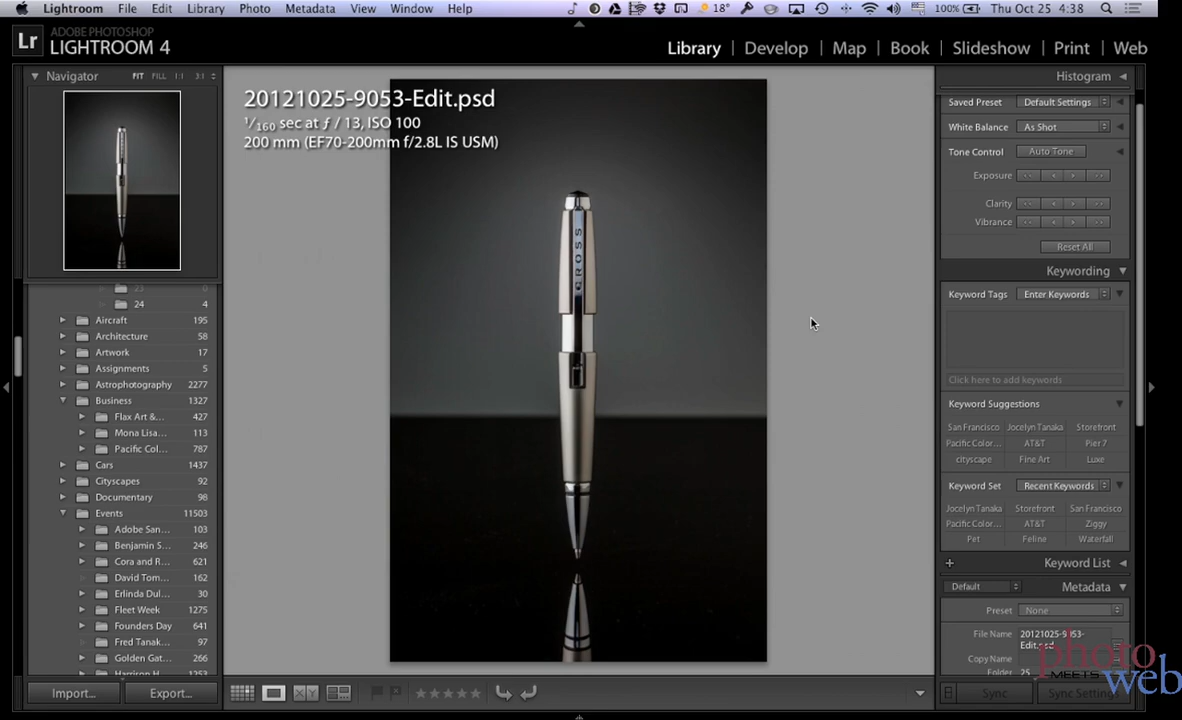 Lightroom File Edit Library Photo Metadata View Window Help 18° 100% Thu Oct 25 4:38
Lr ADOBE PHOTOSHOP
LIGHTROOM 4
Library | Develop | Map | Book | Slideshow | Print | Web
Navigator FIT FILL 1:1 3:1
Histogram
20121025-9053-Edit.psd
1/160 sec at ƒ / 13, ISO 100
200 mm (EF70-200mm f/2.8L IS USM)
CROSS
23 0
24 4
Aircraft 195
Architecture 58
Artwork 17
Assignments 5
Astrophotography 2277
Business 1327
Flax Art &... 427
Mona Lisa... 113
Pacific Col... 787
Cars 1437
Cityscapes 92
Documentary 98
Events 11503
Adobe San... 103
Benjamin S... 246
Cora and R... 621
David Tom... 162
Erlinda Dul... 30
Fleet Week 1275
Founders Day 641
Fred Tanak... 97
Golden Gat... 266
Harrison H... 1253
Import... Export...
Saved Preset Default Settings
White Balance As Shot
Tone Control Auto Tone
Exposure
Clarity
Vibrance
Reset All
Keywording
Keyword Tags Enter Keywords
Click here to add keywords
Keyword Suggestions
San Francisco Jocelyn Tanaka Storefront
Pacific Color... AT&T Pier 7
cityscape Fine Art Luxe
Keyword Set Recent Keywords
Jocelyn Tanaka Storefront San Francisco
Pacific Color... AT&T Ziggy
Pet Feline Waterfall
+ Keyword List
Default Metadata
Preset None
File Name 20121025-9053-
Edit.psd
Copy Name
Folder 25
Sync Sync Settings
photo
MEETS
web